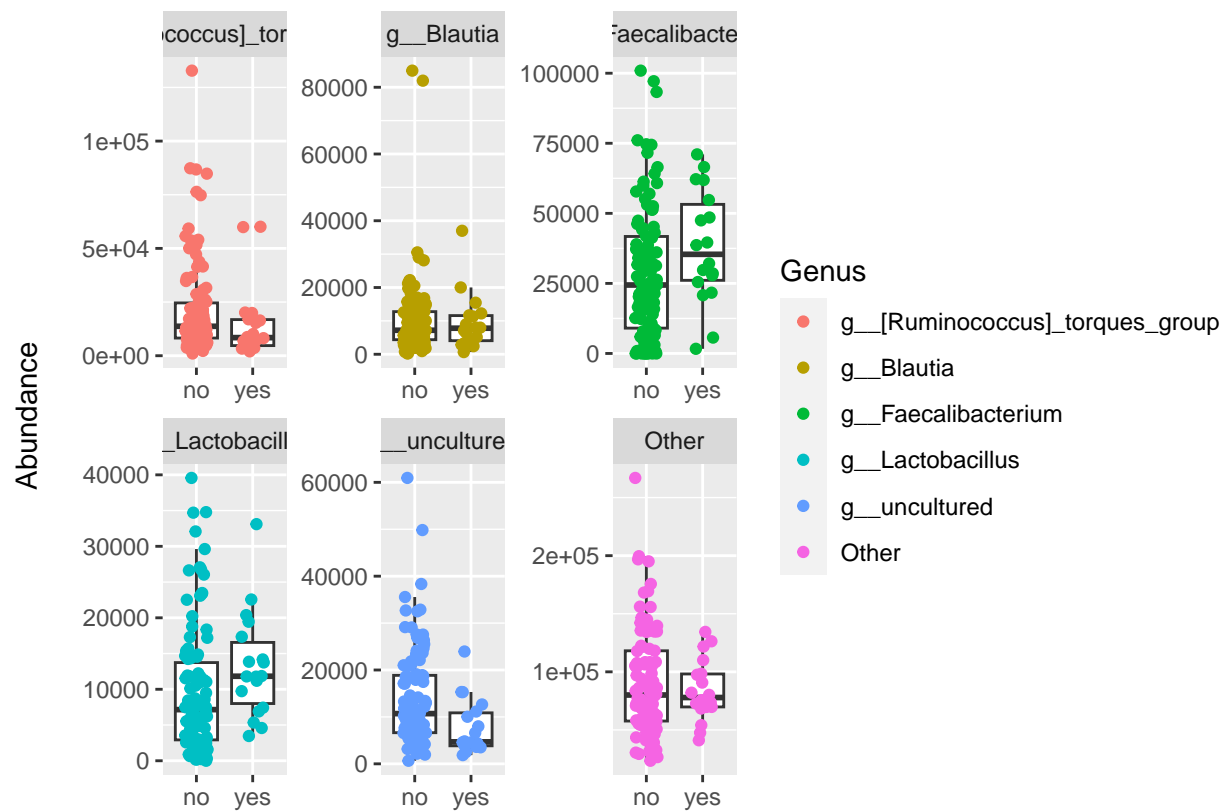 ococcus]_tor
g__Blautia
Faecalibacte
1e+05
5e+04
0e+00
no yes
80000
60000
40000
20000
0
no yes
100000
75000
50000
25000
0
no yes
Abundance
_Lactobacill
__unculture
Other
40000
30000
20000
10000
0
no yes
60000
40000
20000
0
no yes
2e+05
1e+05
no yes
Genus
g__[Ruminococcus]_torques_group
g__Blautia
g__Faecalibacterium
g__Lactobacillus
g__uncultured
Other